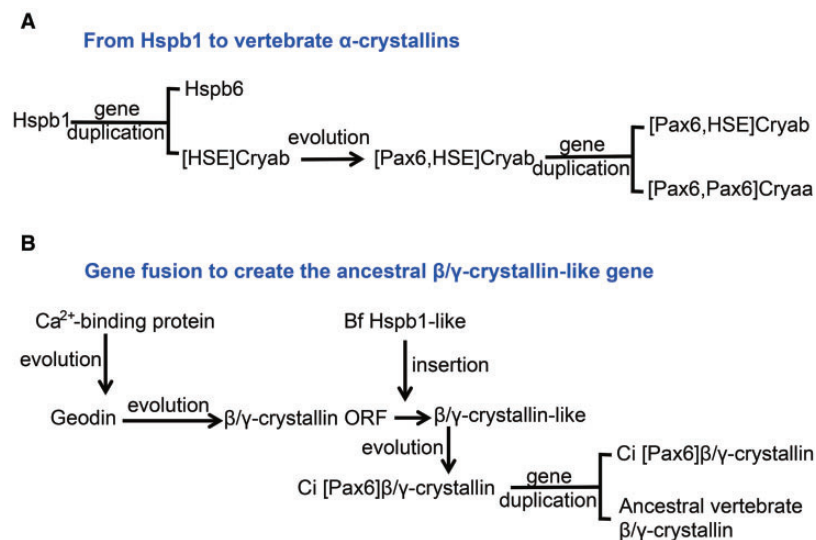 A
From Hspb1 to vertebrate α-crystallins
Hspb6
Hspb1
gene
duplication
[HSE]Cryab
evolution
[Pax6,HSE]Cryab
gene
duplication
[Pax6,HSE]Cryab
[Pax6,Pax6]Cryaa
B
Gene fusion to create the ancestral β/γ-crystallin-like gene
Ca²⁺-binding protein
Bf Hspb1-like
evolution
insertion
Geodin
evolution
β/γ-crystallin ORF
β/γ-crystallin-like
evolution
Ci [Pax6]β/γ-crystallin
gene
duplication
Ci [Pax6]β/γ-crystallin
Ancestral vertebrate
β/γ-crystallin